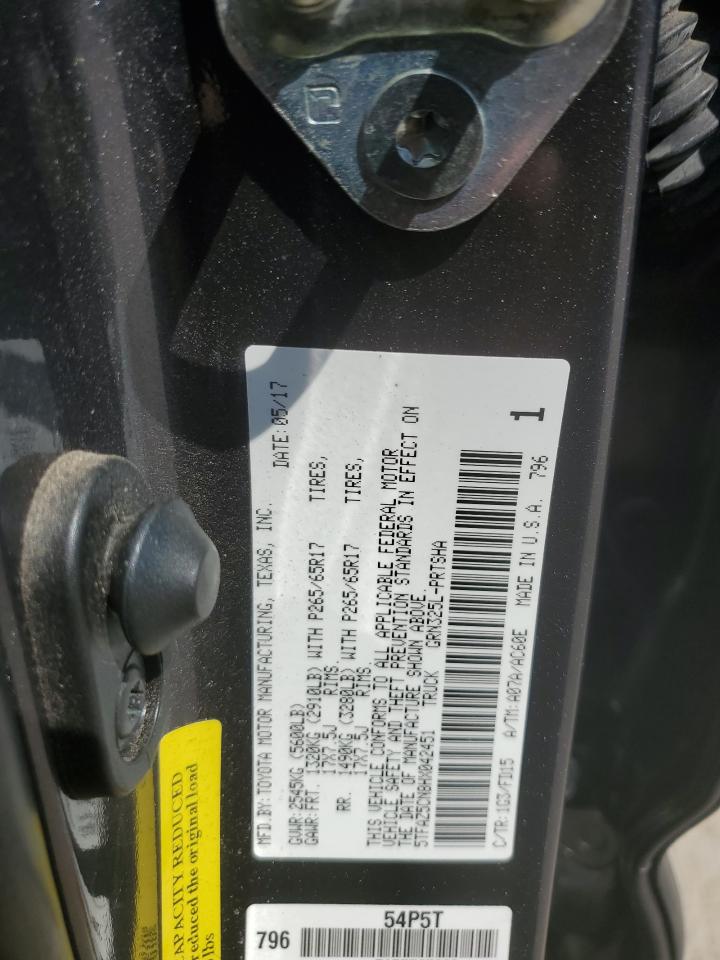 MFD.BY:TOYOTA MOTOR MANUFACTURING, TEXAS, INC. DATE:05/17
GVWR:2545KG (5600LB)
GAWR:FRT. 1320KG (2910LB) WITH P265/65R17 TIRES,
17X7.5J RIMS,
RR. 1490KG (3280LB) WITH P265/65R17 TIRES,
17X7.5J RIMS.
THIS VEHICLE CONFORMS TO ALL APPLICABLE FEDERAL MOTOR
VEHICLE SAFETY AND THEFT PREVENTION STANDARDS IN EFFECT ON
THE DATE OF MANUFACTURE SHOWN ABOVE.
5TFAZ5CN8HX042451 TRUCK GRN325L-PRTSHA
C/TR:1G3/FD15 A/TM:A07A/AC60E MADE IN U.S.A. 796 1
APACITY REDUCED
reduced the original load
lbs
54P5T
796